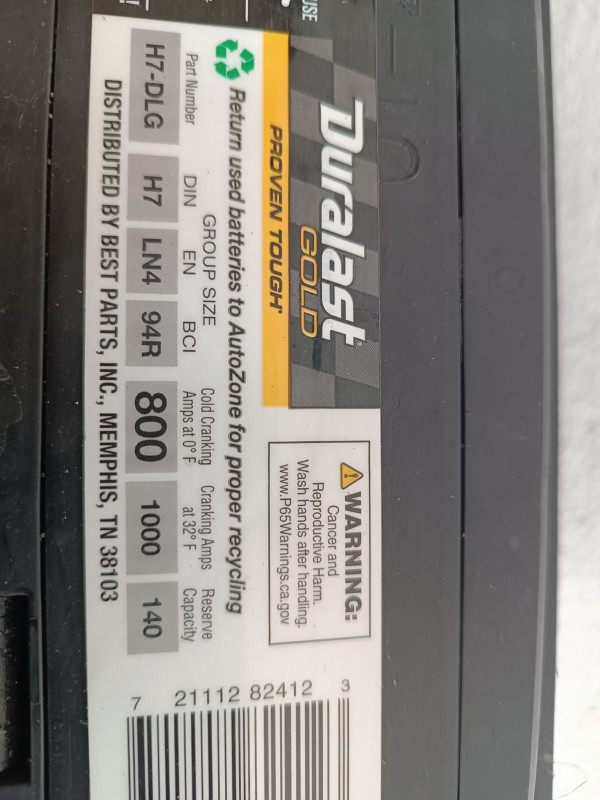 USE
Duralast
GOLD
PROVEN TOUGH
Return used batteries to AutoZone for proper recycling
WARNING:
Cancer and
Reproductive Harm.
Wash hands after handling.
www.P65Warnings.ca.gov
GROUP SIZE
Part Number DIN EN BCI
Cold Cranking
Amps at 0° F
Cranking Amps
at 32° F
Reserve
Capacity
H7-DLG H7 LN4 94R 800 1000 140
DISTRIBUTED BY BEST PARTS, INC., MEMPHIS, TN 38103
7 21112 82412 3